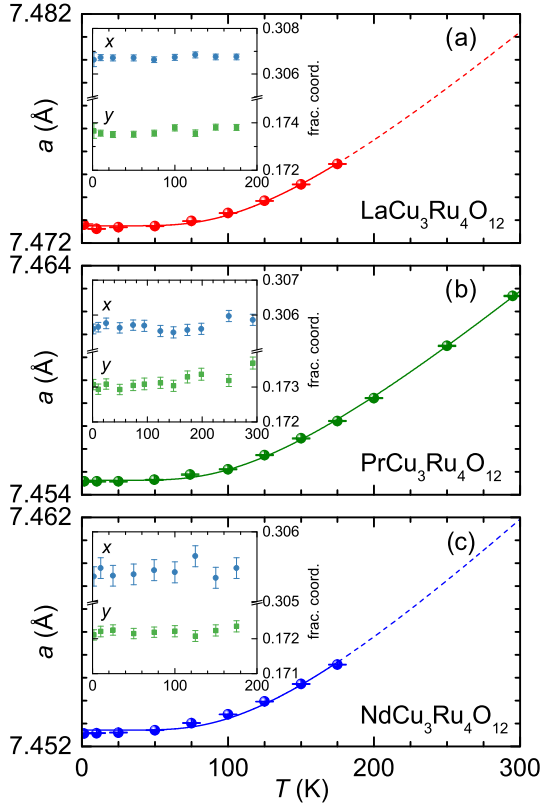 7.482
(a)
x
0.308
0.306
y
0.174
0.172
frac. coord.
0 100 200
a (Å)
LaCu3Ru4O12
7.472
7.464
(b)
x
0.307
0.306
y
0.173
0.172
frac. coord.
0 100 200 300
a (Å)
PrCu3Ru4O12
7.454
7.462
(c)
x
0.306
0.305
y
0.172
0.171
frac. coord.
0 100 200
a (Å)
NdCu3Ru4O12
7.452
0 50 100 150 200 250 300
T (K)